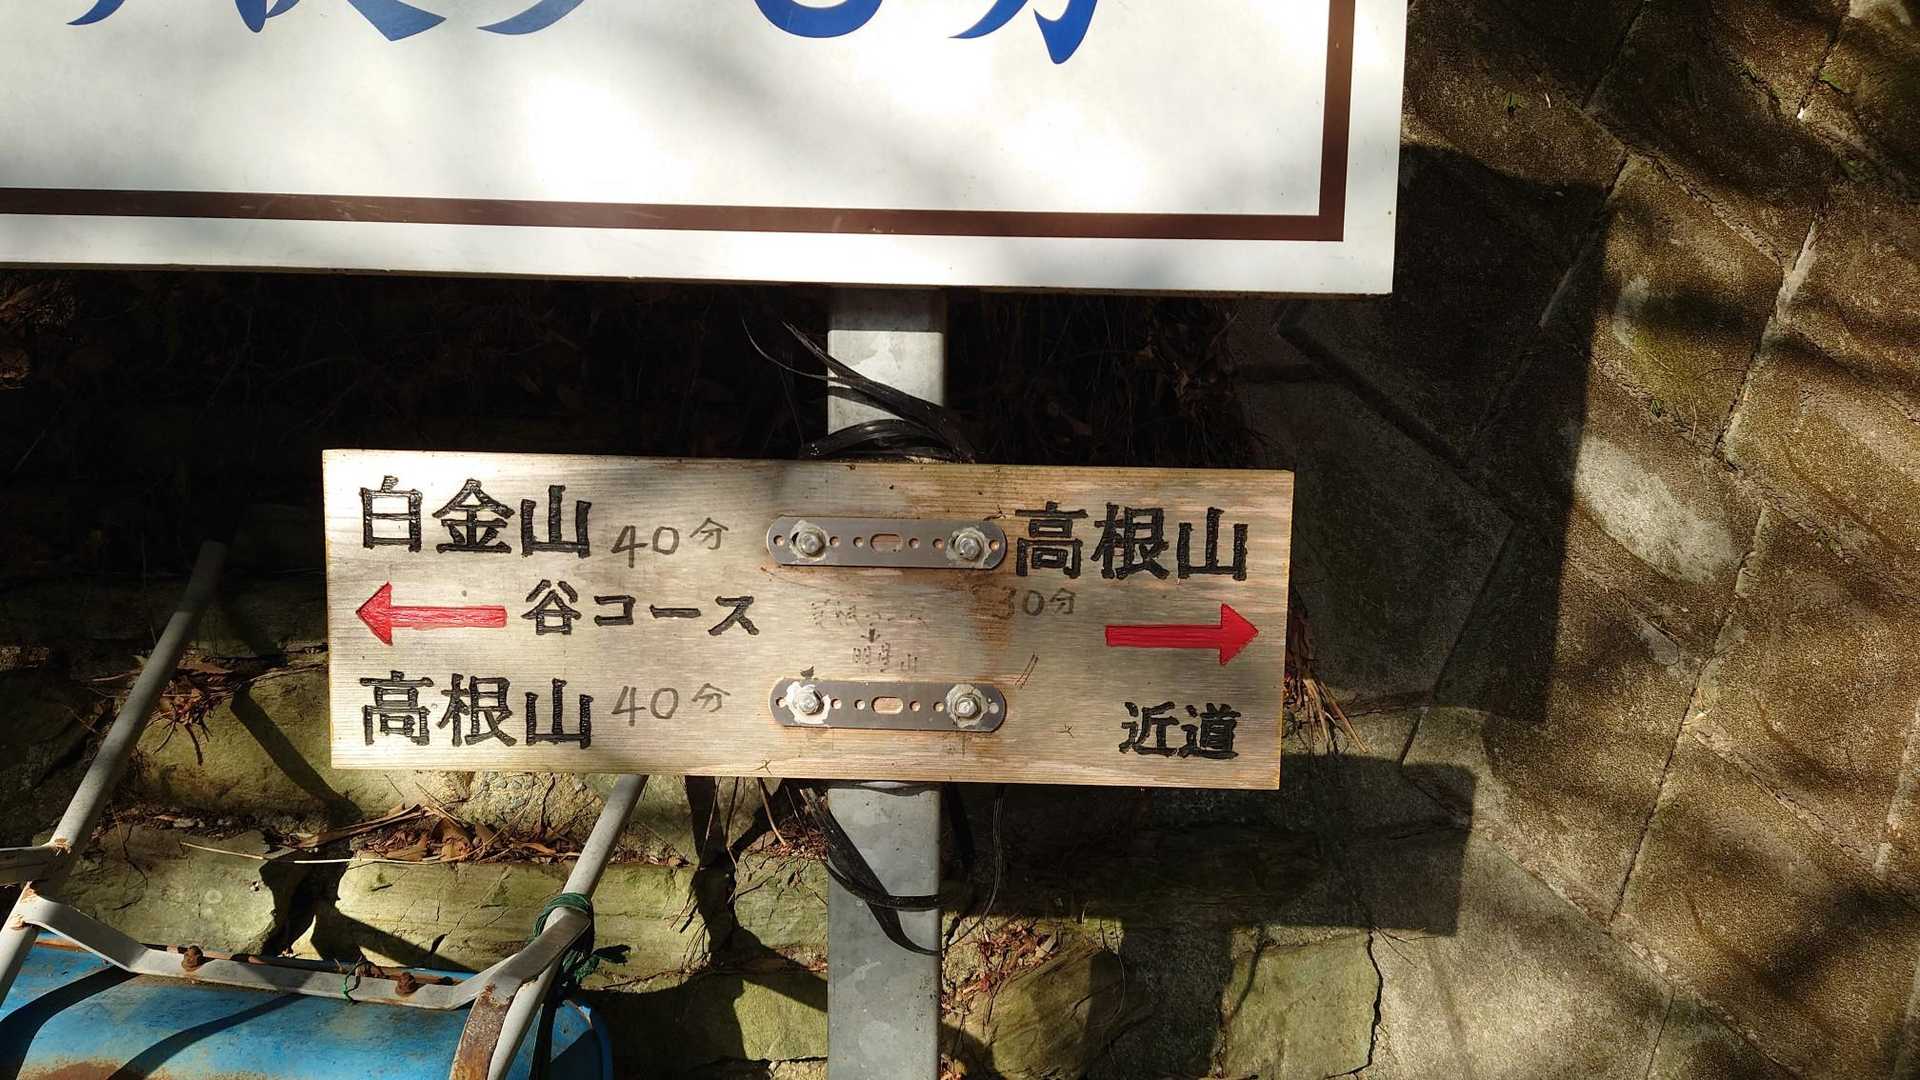 白金山 40分
谷コース
高根山 40分
高根山
30分
近道